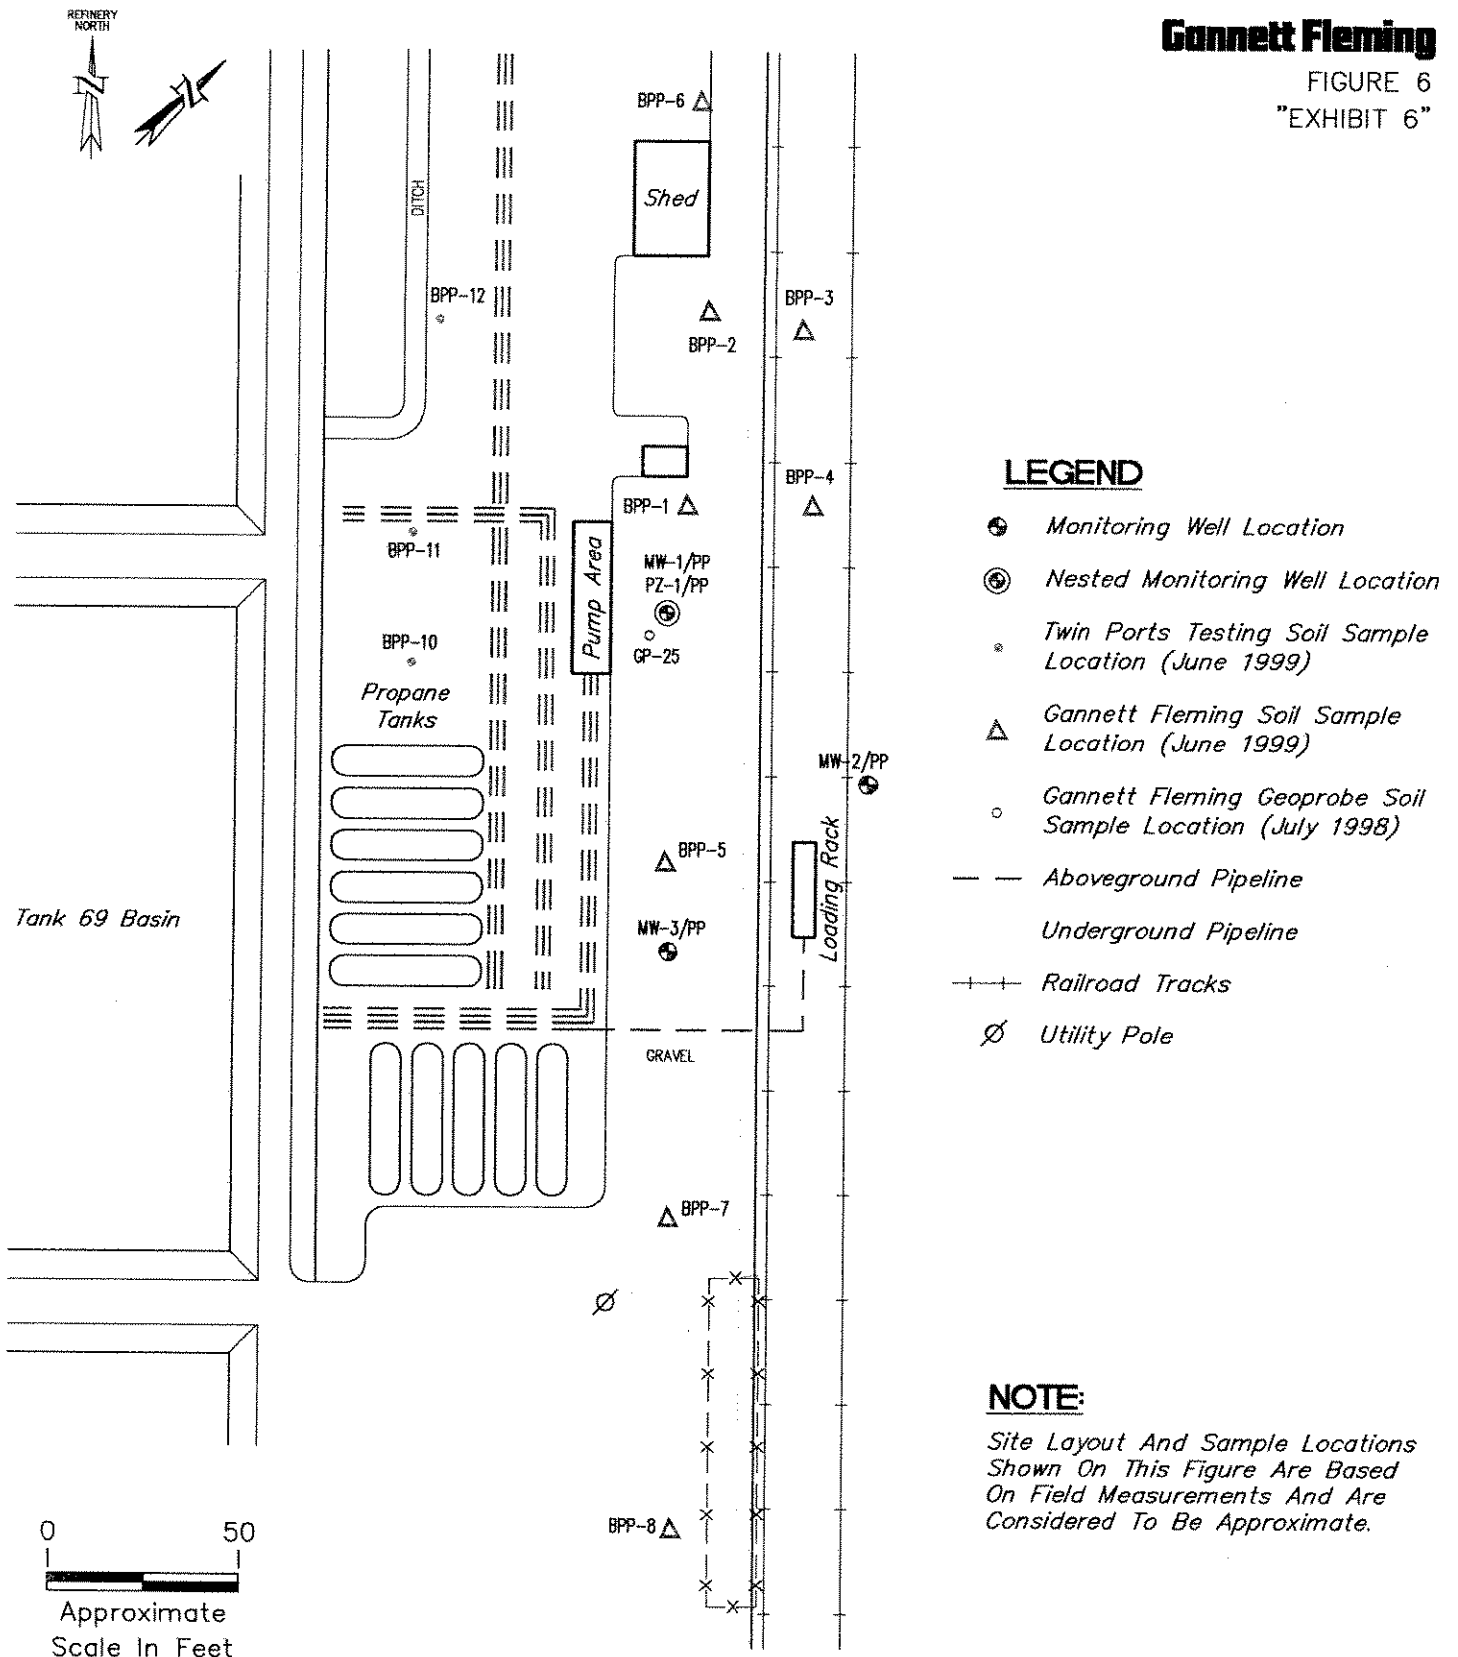 REFINERY
NORTH
N
N
Gannett Fleming
FIGURE 6
"EXHIBIT 6"
BPP-6
Shed
DITCH
BPP-12
BPP-3
BPP-2
BPP-4
BPP-1
BPP-11
Pump Area
MW-1/PP
PZ-1/PP
GP-25
BPP-10
Propane
Tanks
MW-2/PP
Loading Rack
BPP-5
MW-3/PP
Tank 69 Basin
GRAVEL
BPP-7
BPP-8
LEGEND
Monitoring Well Location
Nested Monitoring Well Location
Twin Ports Testing Soil Sample
Location (June 1999)
Gannett Fleming Soil Sample
Location (June 1999)
Gannett Fleming Geoprobe Soil
Sample Location (July 1998)
Aboveground Pipeline
Underground Pipeline
Railroad Tracks
Utility Pole
NOTE:
Site Layout And Sample Locations
Shown On This Figure Are Based
On Field Measurements And Are
Considered To Be Approximate.
0 50
Approximate
Scale In Feet